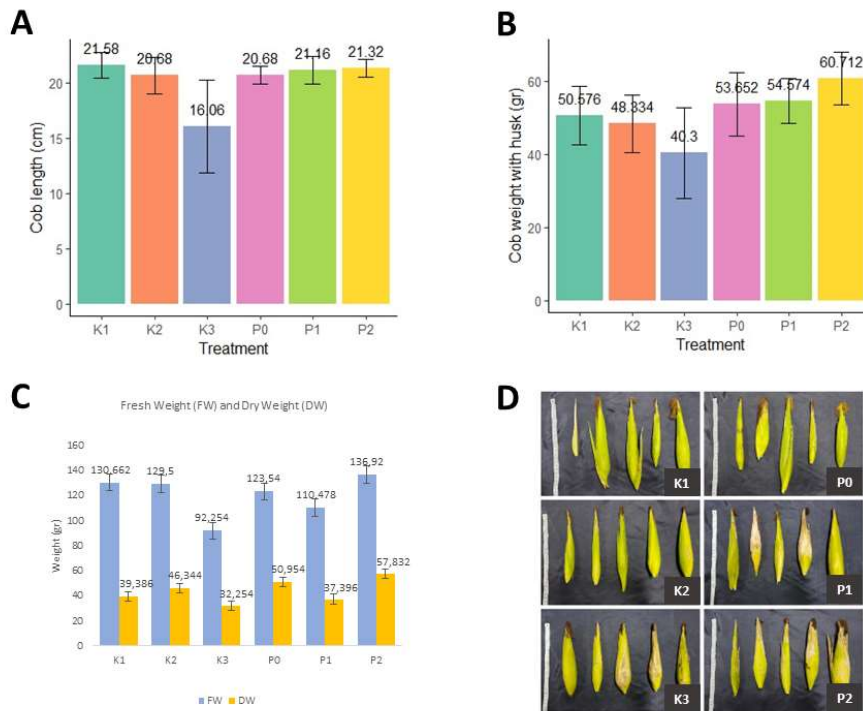 A
21.58
20.68
16.06
20.68
21.16
21.32
20
15
10
5
0
Cob length (cm)
K1 K2 K3 P0 P1 P2
Treatment
B
50.576
48.334
40.3
53.652
54.574
60.712
60
40
20
0
Cob weight with husk (gr)
K1 K2 K3 P0 P1 P2
Treatment
C
Fresh Weight (FW) and Dry Weight (DW)
160
140
120
100
80
60
40
20
0
Weight (gr)
130,662
129,5
92,254
123,54
110,478
136,92
39,386
46,344
32,254
50,954
37,396
57,832
K1 K2 K3 P0 P1 P2
FW DW
D
K1
P0
K2
P1
K3
P2